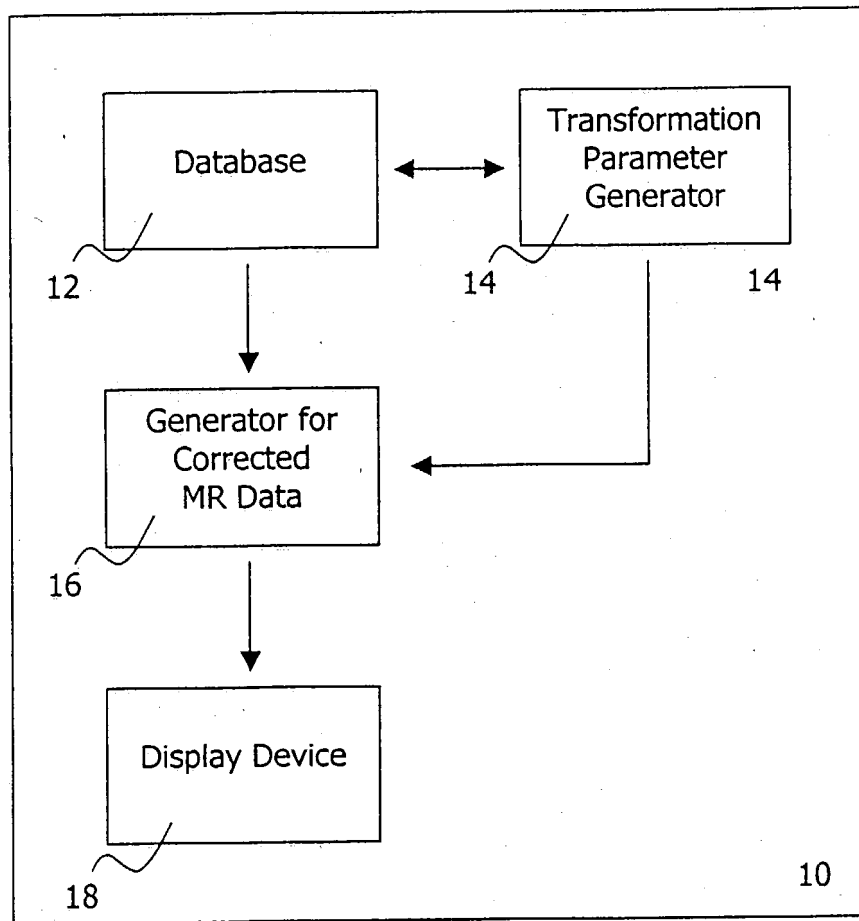 Database
Transformation
Parameter
Generator
12
14
14
Generator for
Corrected
MR Data
16
Display Device
18
10